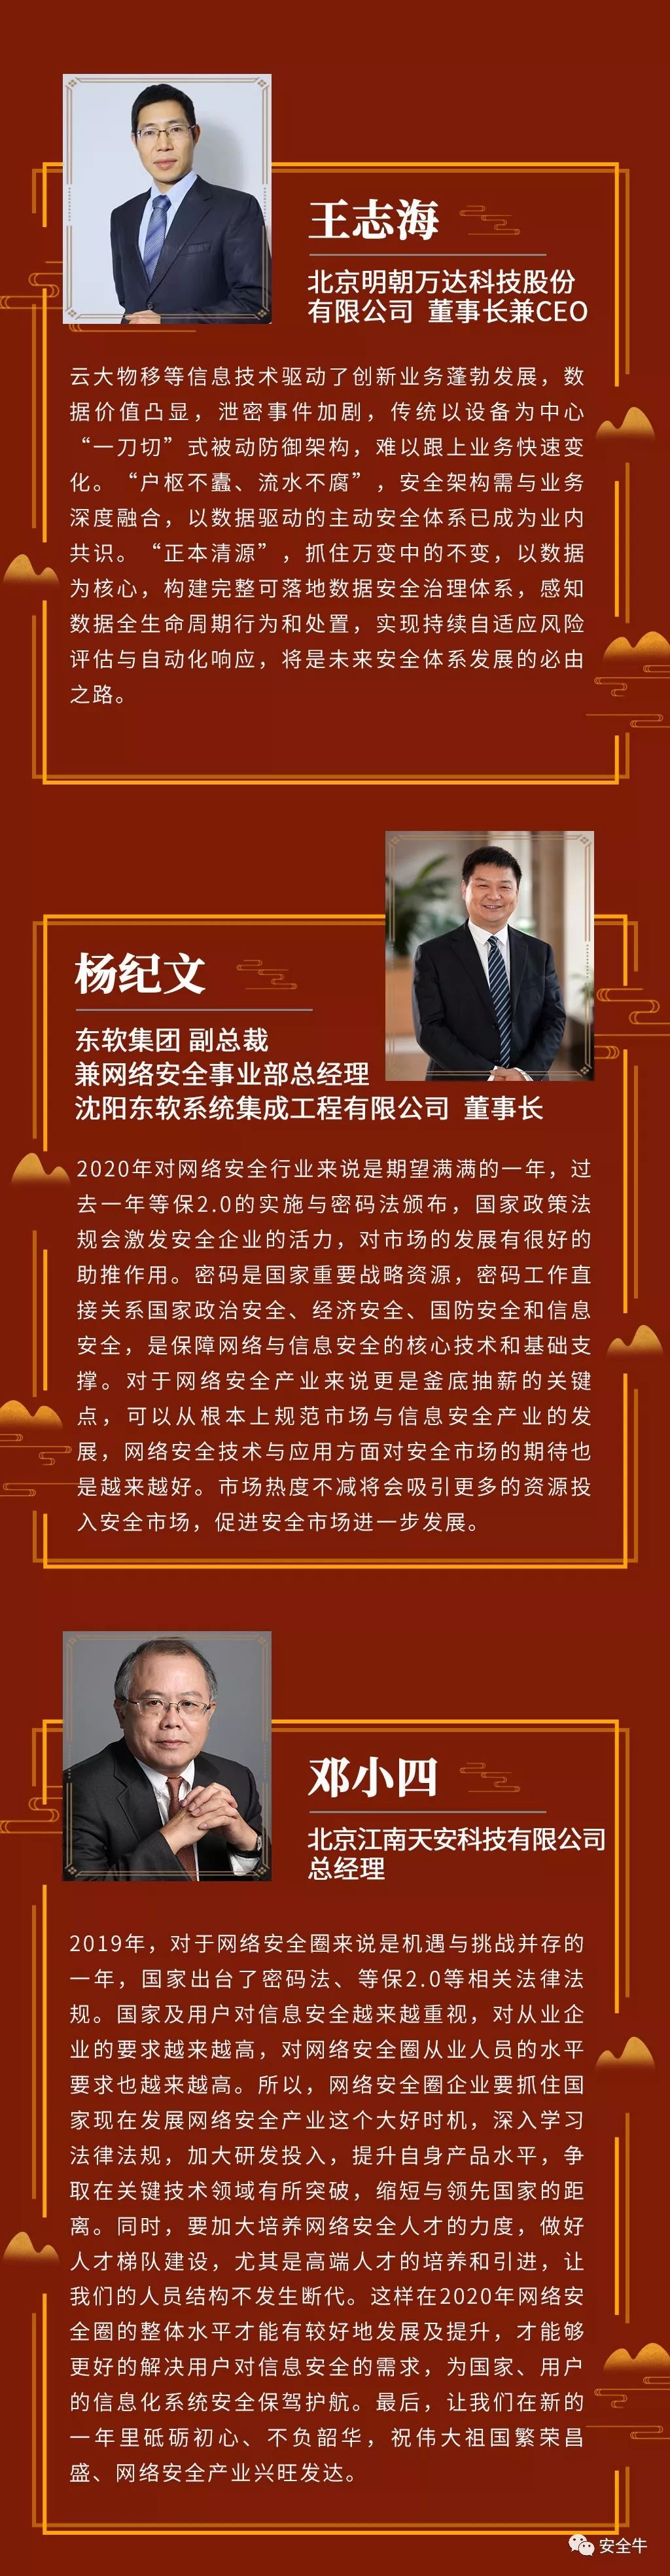 王志海
北京明朝万达科技股份
有限公司 董事长兼CEO
云大物移等信息技术驱动了创新业务蓬勃发展，数
据价值凸显，泄密事件加剧，传统以设备为中心
“一刀切”式被动防御架构，难以跟上业务快速变
化。“户枢不蠹、流水不腐”，安全架构需与业务
深度融合，以数据驱动的主动安全体系已成为业内
共识。“正本清源”，抓住万变中的不变，以数据
为核心，构建完整可落地数据安全治理体系，感知
数据全生命周期行为和处置，实现持续自适应风险
评估与自动化响应，将是未来安全体系发展的必由
之路。
杨纪文
东软集团 副总裁
兼网络安全事业部总经理
沈阳东软系统集成工程有限公司 董事长
2020年对网络安全行业来说是期望满满的一年，过
去一年等保2.0的实施与密码法颁布，国家政策法
规会激发安全企业的活力，对市场的发展有很好的
助推作用。密码是国家重要战略资源，密码工作直
接关系国家政治安全、经济安全、国防安全和信息
安全，是保障网络与信息安全的核心技术和基础支
撑。对于网络安全产业来说更是釜底抽薪的关键
点，可以从根本上规范市场与信息安全产业的发
展，网络安全技术与应用方面对安全市场的期待也
是越来越好。市场热度不减将会吸引更多的资源投
入安全市场，促进安全市场进一步发展。
邓小四
北京江南天安科技有限公司
总经理
2019年，对于网络安全圈来说是机遇与挑战并存的
一年，国家出台了密码法、等保2.0等相关法律法
规。国家及用户对信息安全越来越重视，对从业企
业的要求越来越高，对网络安全圈从业人员的水平
要求也越来越高。所以，网络安全圈企业要抓住国
家现在发展网络安全产业这个大好时机，深入学习
法律法规，加大研发投入，提升自身产品水平，争
取在关键技术领域有所突破，缩短与领先国家的距
离。同时，要加大培养网络安全人才的力度，做好
人才梯队建设，尤其是高端人才的培养和引进，让
我们的人员结构不发生断代。这样在2020年网络安
全圈的整体水平才能有较好地发展及提升，才能够
更好的解决用户对信息安全的需求，为国家、用户
的信息化系统安全保驾护航。最后，让我们在新的
一年里砥砺初心、不负韶华，祝伟大祖国繁荣昌
盛、网络安全产业兴旺发达。
安全牛